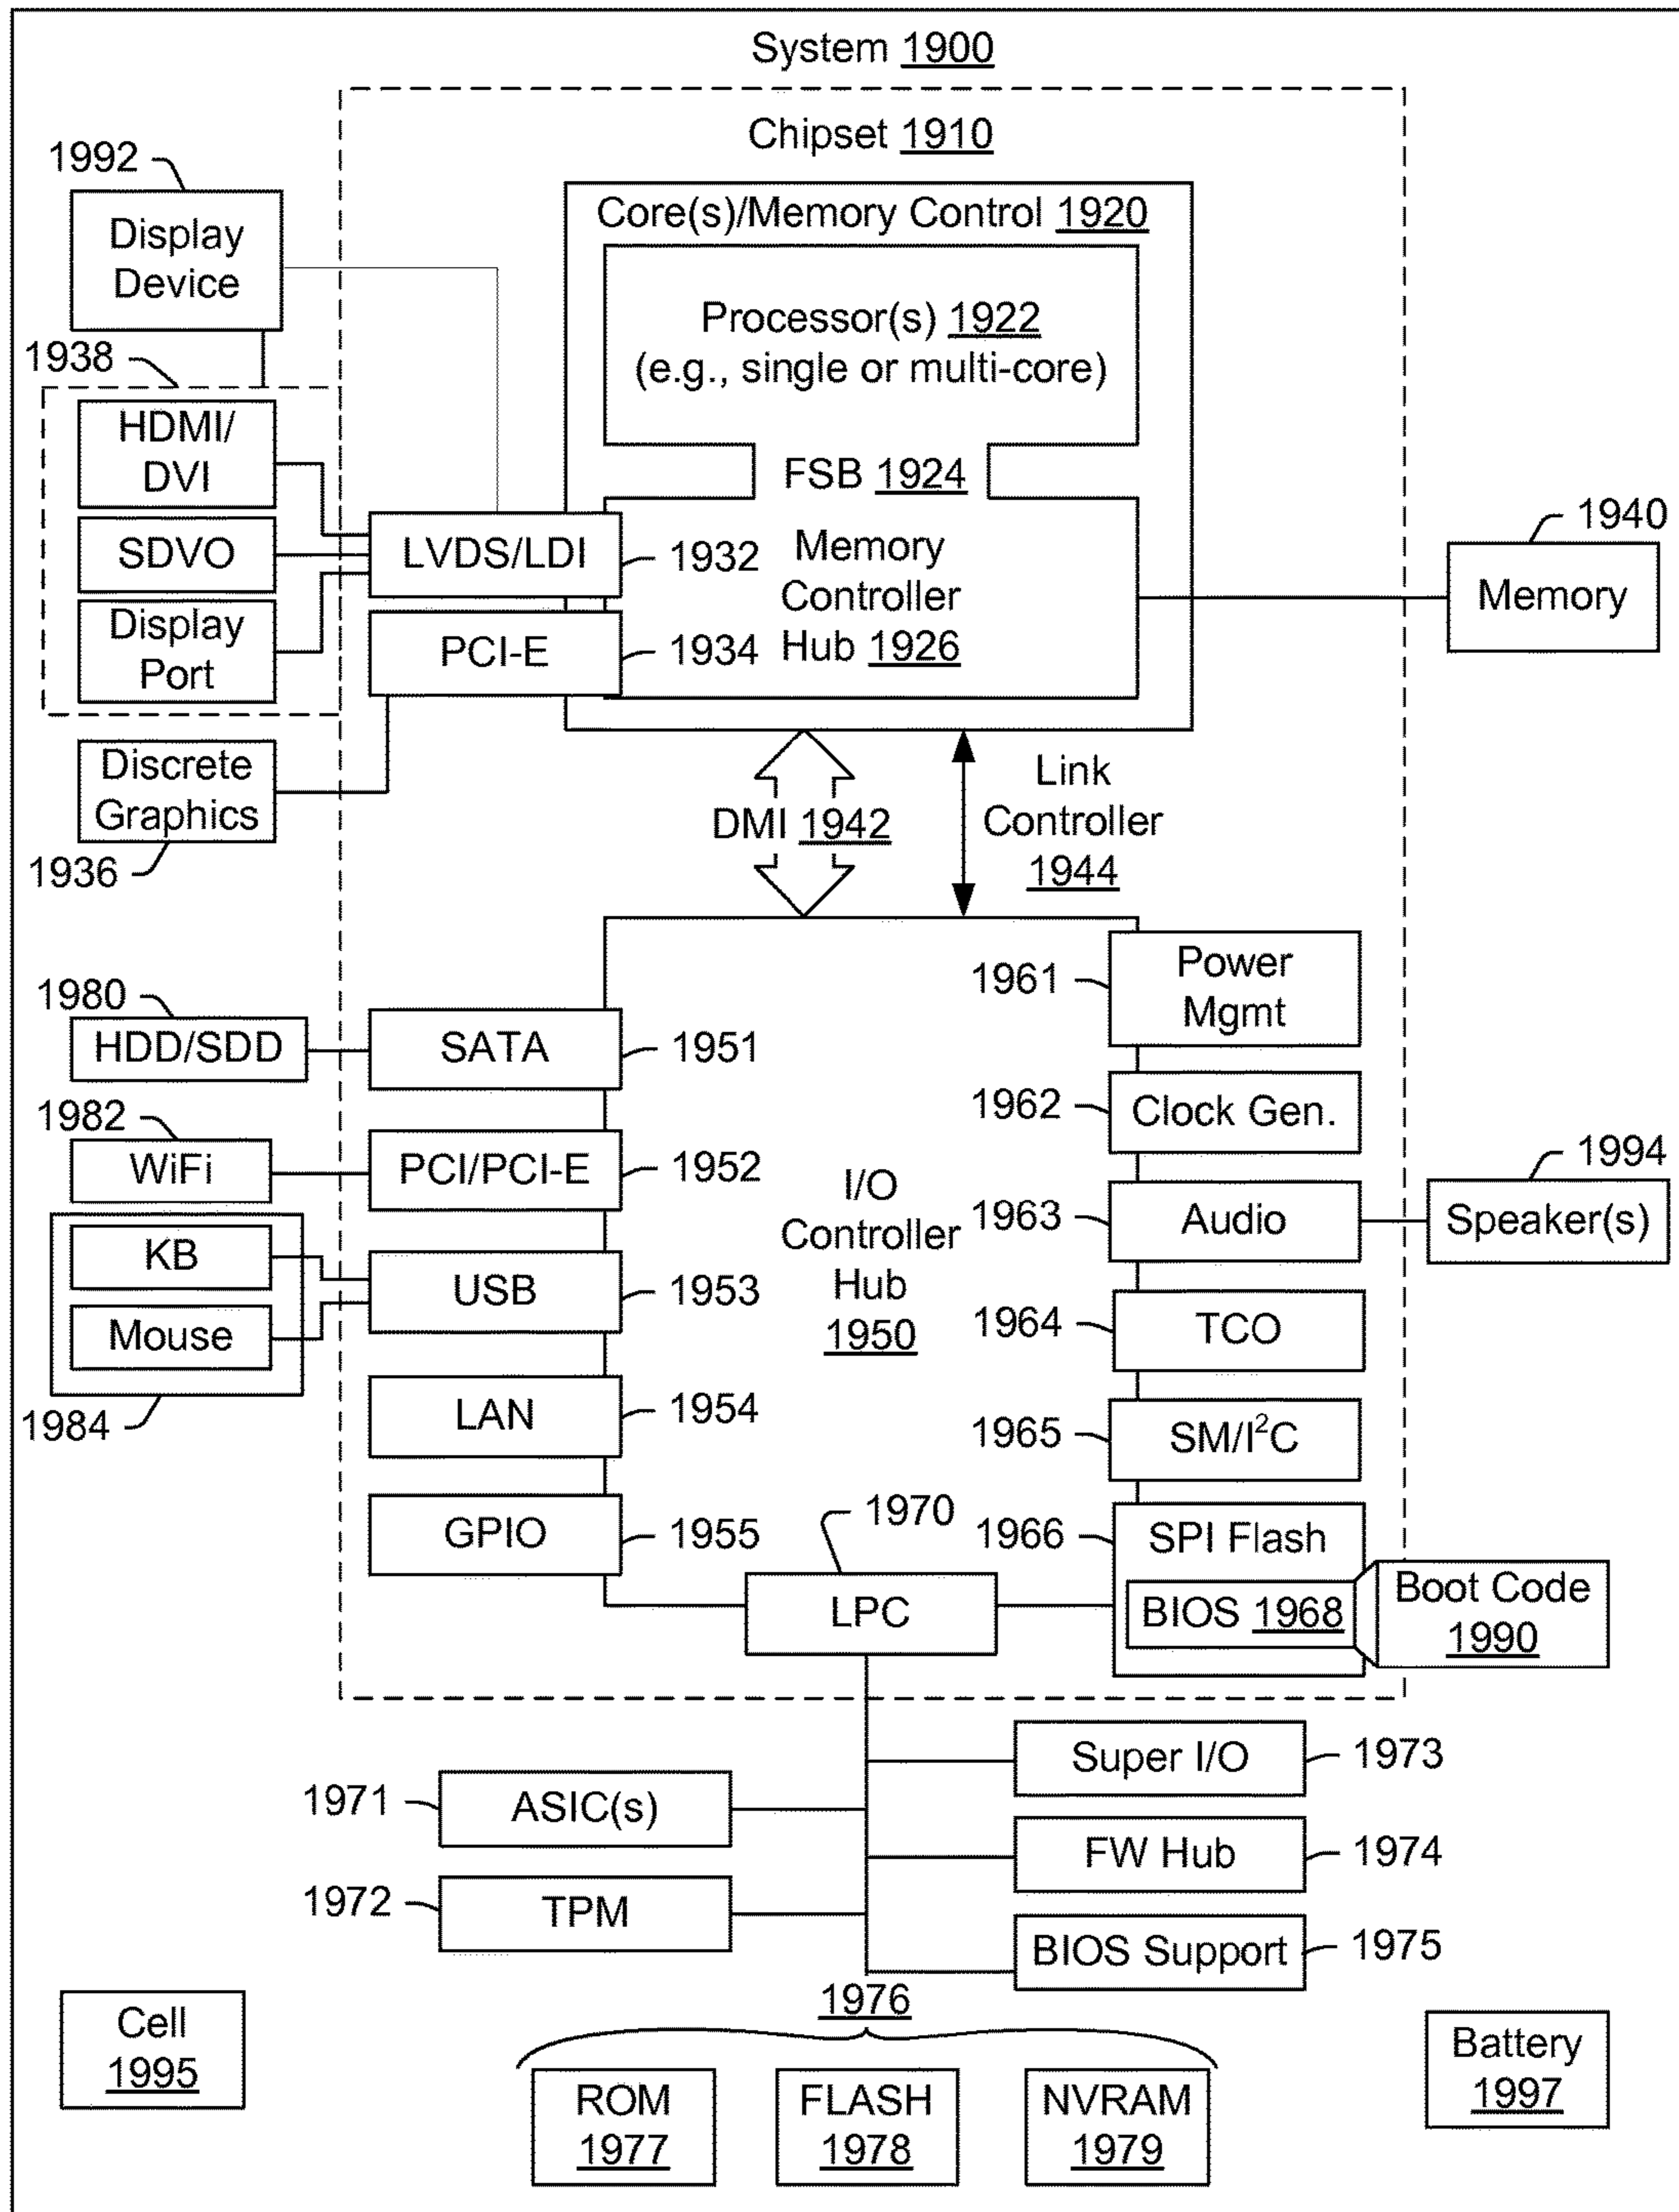 System 1900
Chipset 1910
1992
Display
Device
Core(s)/Memory Control 1920
Processor(s) 1922
(e.g., single or multi-core)
FSB 1924
1938
HDMI/
DVI
SDVO
Display
Port
LVDS/LDI
1932
PCI-E
1934
Memory
Controller
Hub 1926
1940
Memory
Discrete
Graphics
1936
DMI 1942
Link
Controller
1944
1980
HDD/SDD
SATA
1951
1982
WiFi
PCI/PCI-E
1952
KB
Mouse
1984
USB
1953
LAN
1954
GPIO
1955
I/O
Controller
Hub
1950
1961
Power
Mgmt
1962
Clock Gen.
1963
Audio
1994
Speaker(s)
1964
TCO
1965
SM/I²C
1966
SPI Flash
BIOS 1968
Boot Code
1990
1970
LPC
1971
ASIC(s)
1972
TPM
Super I/O
1973
FW Hub
1974
BIOS Support
1975
1976
Cell
1995
ROM
1977
FLASH
1978
NVRAM
1979
Battery
1997